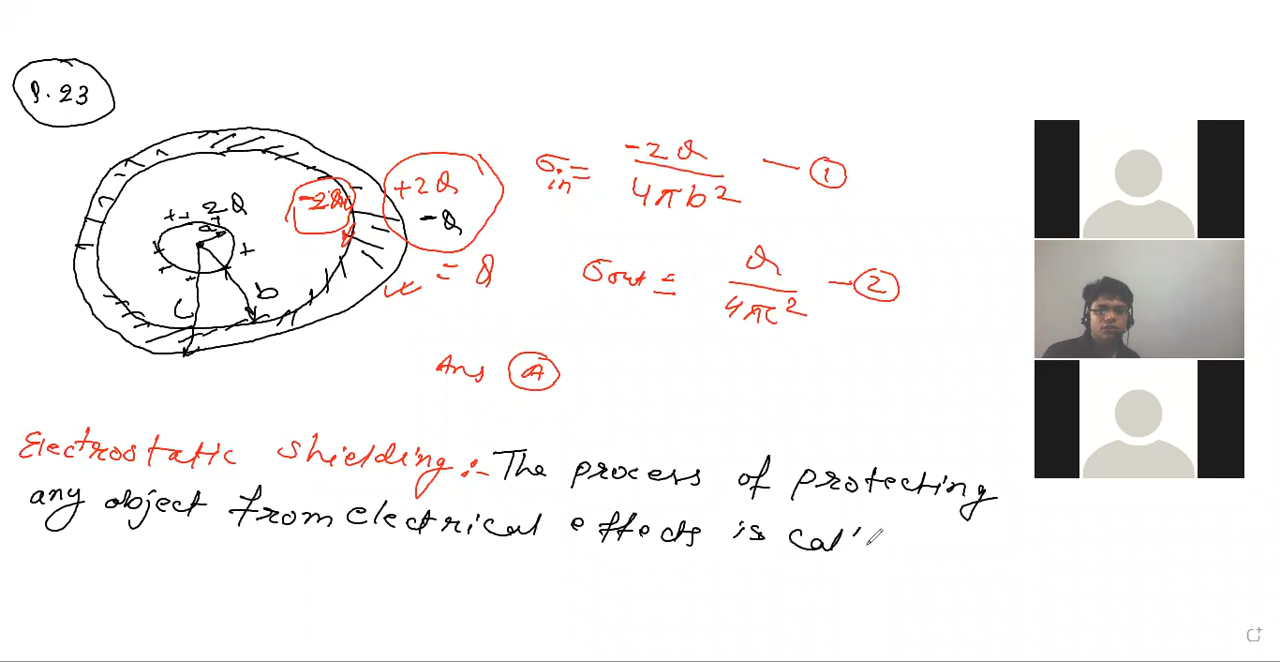 P. 23
2Q
a
b
c
-2Q
+2Q
-Q
= Q
σin = -2Q / 4πb² — ①
σout = Q / 4πc² — ②
Ans Ⓐ
Electrostatic shielding:- The process of protecting
any object from electrical effects is cal